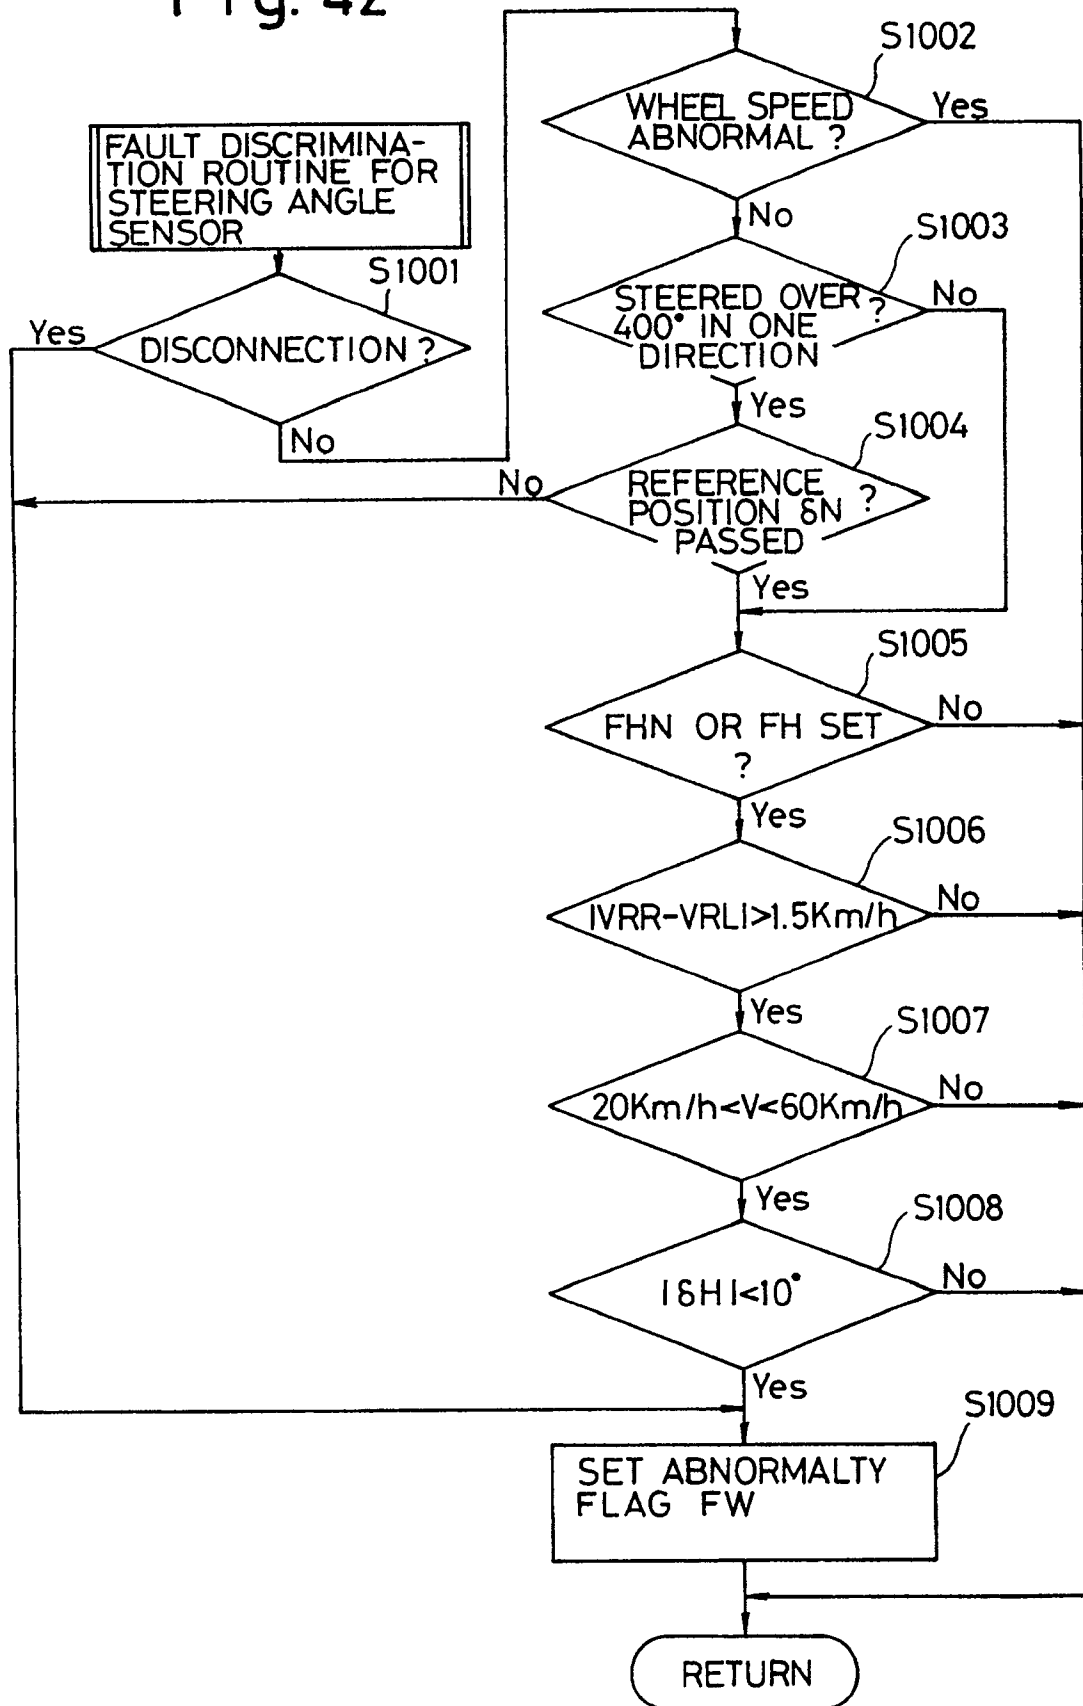 Fig. 42
FAULT DISCRIMINA-
TION ROUTINE FOR
STEERING ANGLE
SENSOR
S1001
DISCONNECTION ?
Yes
No
S1002
WHEEL SPEED
ABNORMAL ?
Yes
No
S1003
STEERED OVER
400° IN ONE ?
DIRECTION
No
Yes
S1004
REFERENCE
POSITION δN ?
PASSED
No
Yes
S1005
FHN OR FH SET
?
No
Yes
S1006
|VRR-VRL|>1.5Km/h
No
Yes
S1007
20Km/h<V<60Km/h
No
Yes
S1008
|δH|<10°
No
Yes
S1009
SET ABNORMALTY
FLAG FW
RETURN